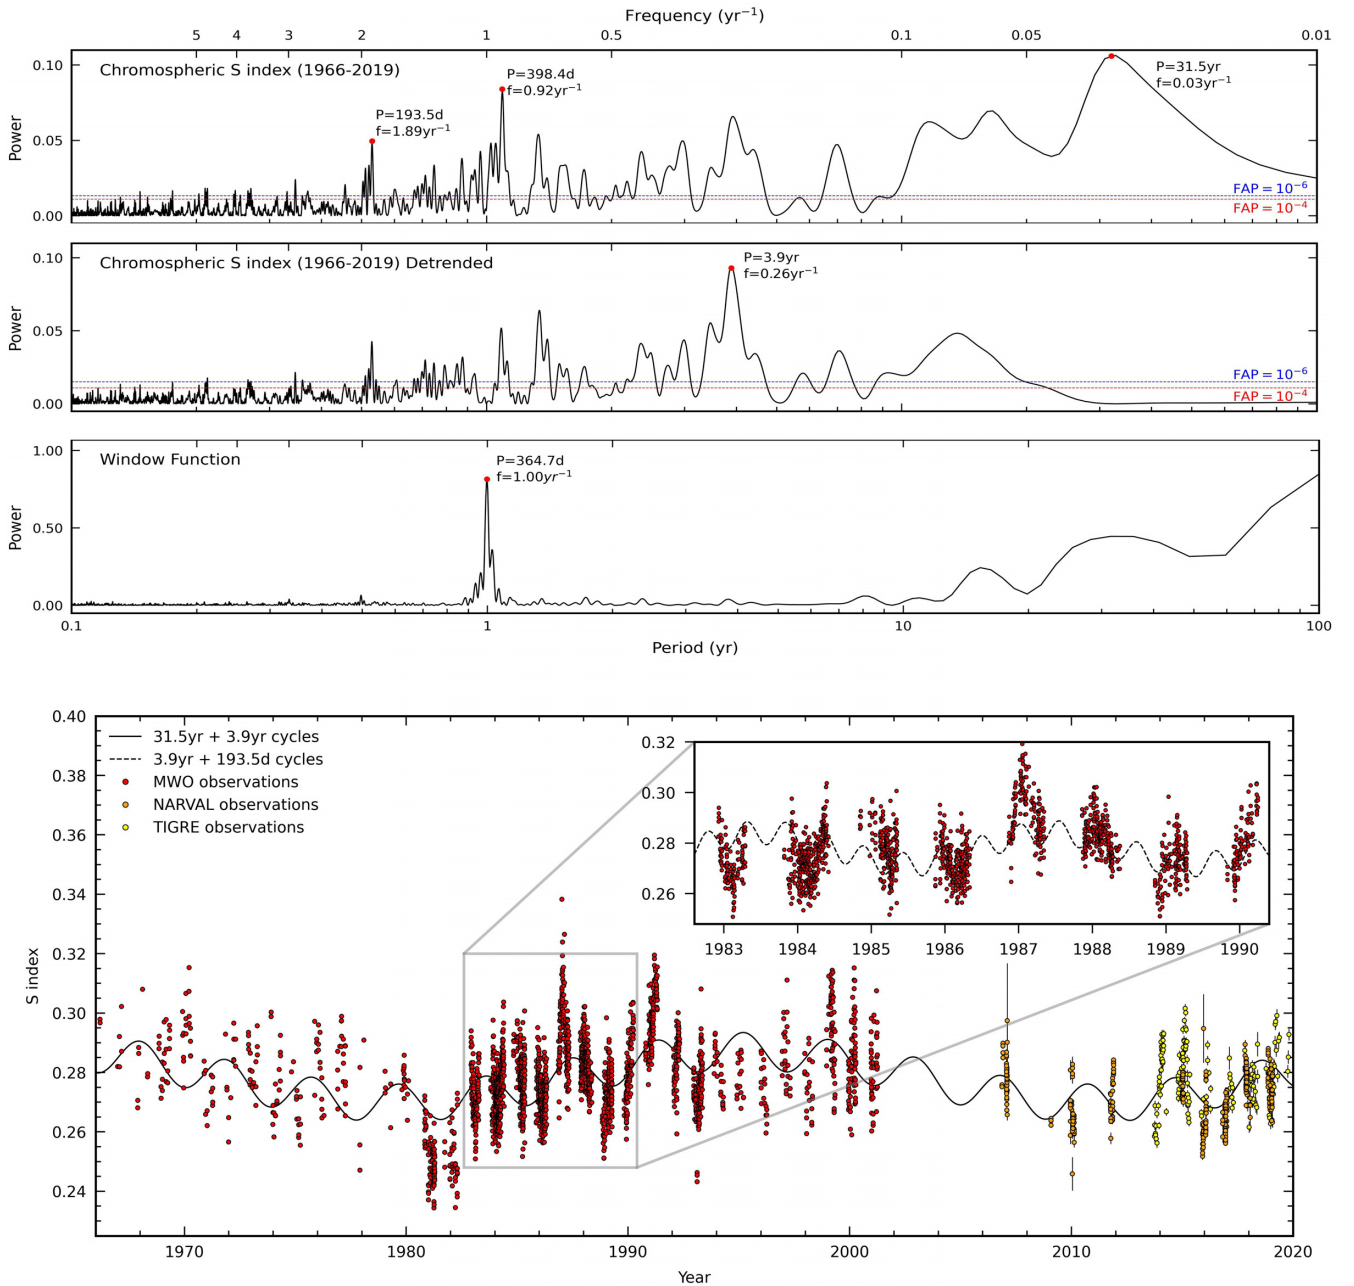 Frequency (yr⁻¹)
5 4 3 2 1 0.5 0.1 0.05 0.01
Chromospheric S index (1966-2019)
P=193.5d
f=1.89yr⁻¹
P=398.4d
f=0.92yr⁻¹
P=31.5yr
f=0.03yr⁻¹
FAP = 10⁻⁶
FAP = 10⁻⁴
0.10
0.05
0.00
Power
Chromospheric S index (1966-2019) Detrended
P=3.9yr
f=0.26yr⁻¹
FAP = 10⁻⁶
FAP = 10⁻⁴
0.10
0.05
0.00
Power
Window Function
P=364.7d
f=1.00yr⁻¹
1.00
0.50
0.00
Power
0.1 1 10 100
Period (yr)
0.40
0.38
0.36
0.34
0.32
0.30
0.28
0.26
0.24
S index
31.5yr + 3.9yr cycles
3.9yr + 193.5d cycles
MWO observations
NARVAL observations
TIGRE observations
0.32
0.30
0.28
0.26
1983 1984 1985 1986 1987 1988 1989 1990
1970 1980 1990 2000 2010 2020
Year